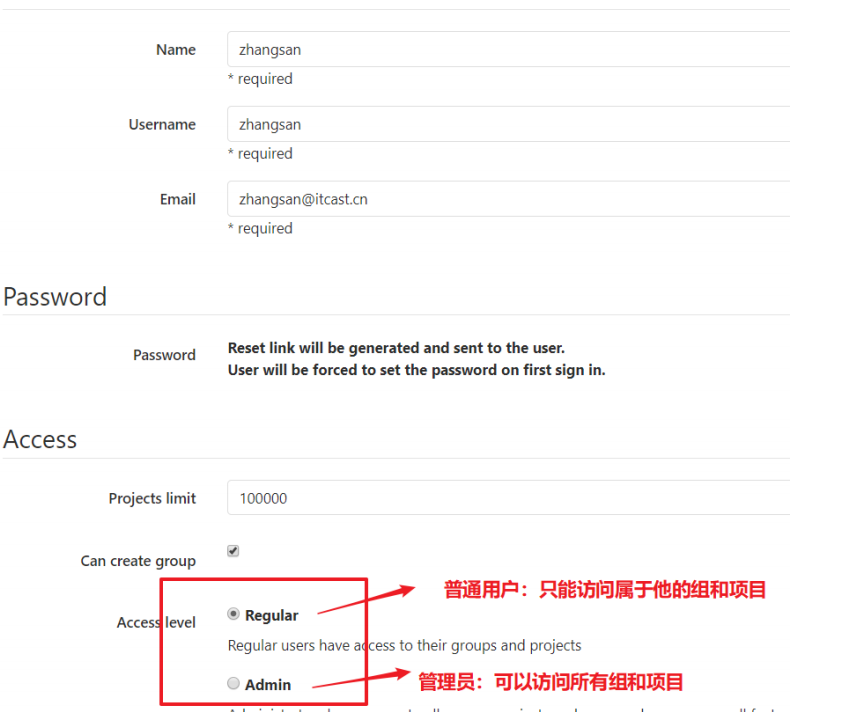 Name
zhangsan
* required
Username
zhangsan
* required
Email
zhangsan@itcast.cn
* required
Password
Password
Reset link will be generated and sent to the user.
User will be forced to set the password on first sign in.
Access
Projects limit
100000
Can create group
普通用户：只能访问属于他的组和项目
Access level
Regular
Regular users have access to their groups and projects
Admin
管理员：可以访问所有组和项目